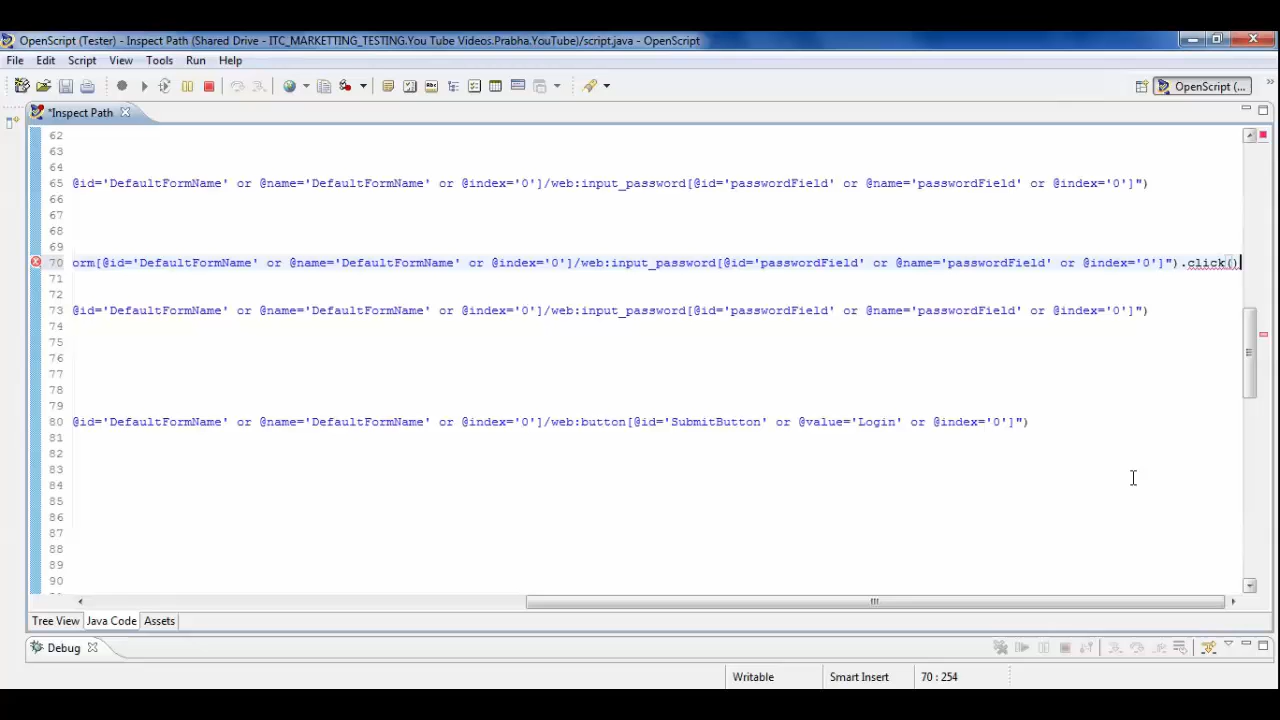 OpenScript (Tester) - Inspect Path (Shared Drive - ITC_MARKETTING_TESTING.You Tube Videos.Prabha.YouTube)/script.java - OpenScript
File Edit Script View Tools Run Help
OpenScript (...
*Inspect Path
62
63
64
65 @id='DefaultFormName' or @name='DefaultFormName' or @index='0']/web:input_password[@id='passwordField' or @name='passwordField' or @index='0']")
66
67
68
69
70 orm[@id='DefaultFormName' or @name='DefaultFormName' or @index='0']/web:input_password[@id='passwordField' or @name='passwordField' or @index='0']").click()
71
72
73 @id='DefaultFormName' or @name='DefaultFormName' or @index='0']/web:input_password[@id='passwordField' or @name='passwordField' or @index='0']")
74
75
76
77
78
79
80 @id='DefaultFormName' or @name='DefaultFormName' or @index='0']/web:button[@id='SubmitButton' or @value='Login' or @index='0']")
81
82
83
84
85
86
87
88
89
90
Tree View Java Code Assets
Debug
Writable Smart Insert 70 : 254